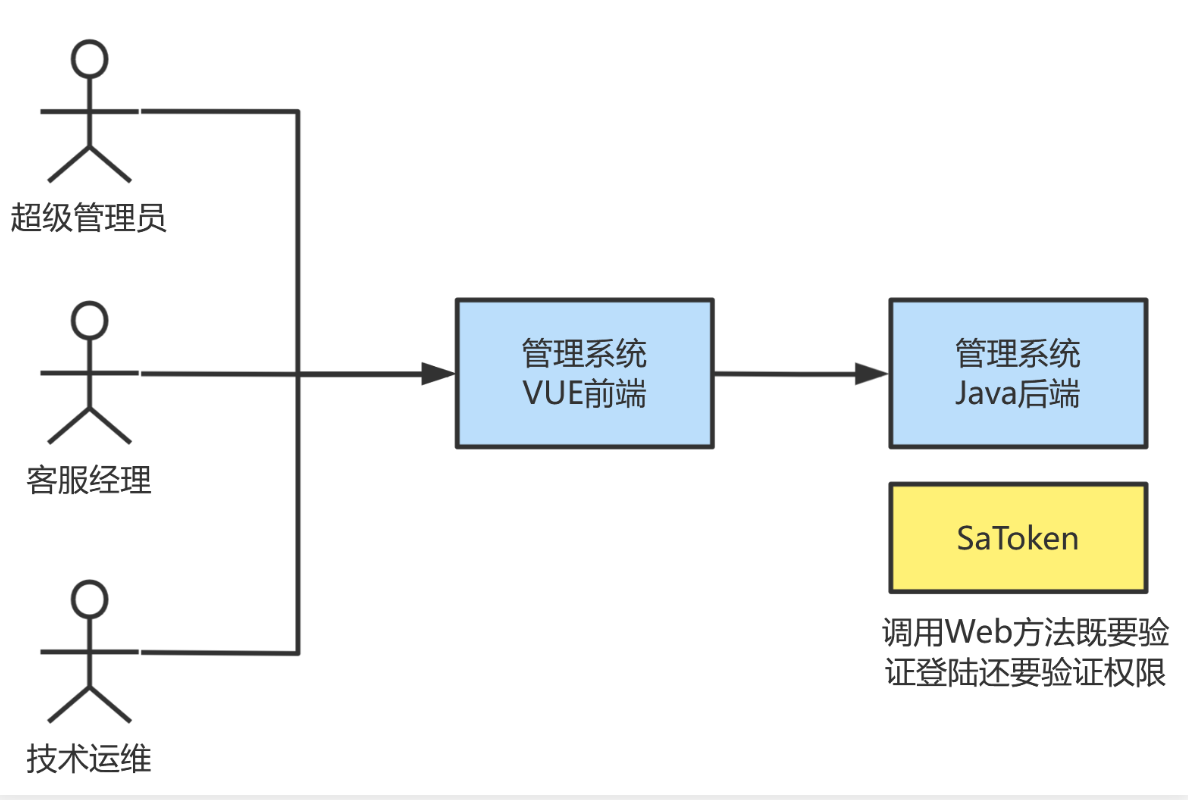 超级管理员
客服经理
技术运维
管理系统
VUE前端
管理系统
Java后端
SaToken
调用Web方法既要验
证登陆还要验证权限